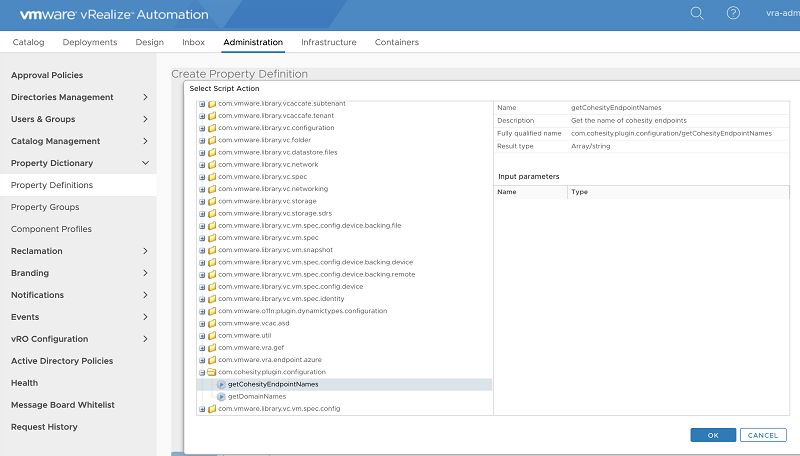 vmware vRealize™ Automation
vra-adm
Catalog Deployments Design Inbox Administration Infrastructure Containers
Approval Policies
Directories Management
Users & Groups
Catalog Management
Property Dictionary
Property Definitions
Property Groups
Component Profiles
Reclamation
Branding
Notifications
Events
vRO Configuration
Active Directory Policies
Health
Message Board Whitelist
Request History
Create Property Definition
Select Script Action
com.vmware.library.vcaccafe.subtenant
com.vmware.library.vcaccafe.tenant
com.vmware.library.vc.configuration
com.vmware.library.vc.folder
com.vmware.library.vc.datastore.files
com.vmware.library.vc.network
com.vmware.library.vc.spec
com.vmware.library.vc.networking
com.vmware.library.vc.storage
com.vmware.library.vc.storage.sdrs
com.vmware.library.vc.vm.spec.config.device.backing.file
com.vmware.library.vc.vm.spec
com.vmware.library.vc.vm.snapshot
com.vmware.library.vc.vm.spec.config.device.backing.device
com.vmware.library.vc.vm.spec.config.device.backing.remote
com.vmware.library.vc.vm.spec.config.device
com.vmware.library.vc.vm.spec.identity
com.vmware.o11n.plugin.dynamictypes.configuration
com.vmware.vcac.asd
com.vmware.util
com.vmware.vra.gef
com.vmware.vra.endpoint.azure
com.cohesity.plugin.configuration
getCohesityEndpointNames
getDomainNames
com.vmware.library.vc.vm.spec.config
Name getCohesityEndpointNames
Description Get the name of cohesity endpoints
Fully qualified name com.cohesity.plugin.configuration/getCohesityEndpointNames
Result type Array/string
Input parameters
Name Type
OK CANCEL